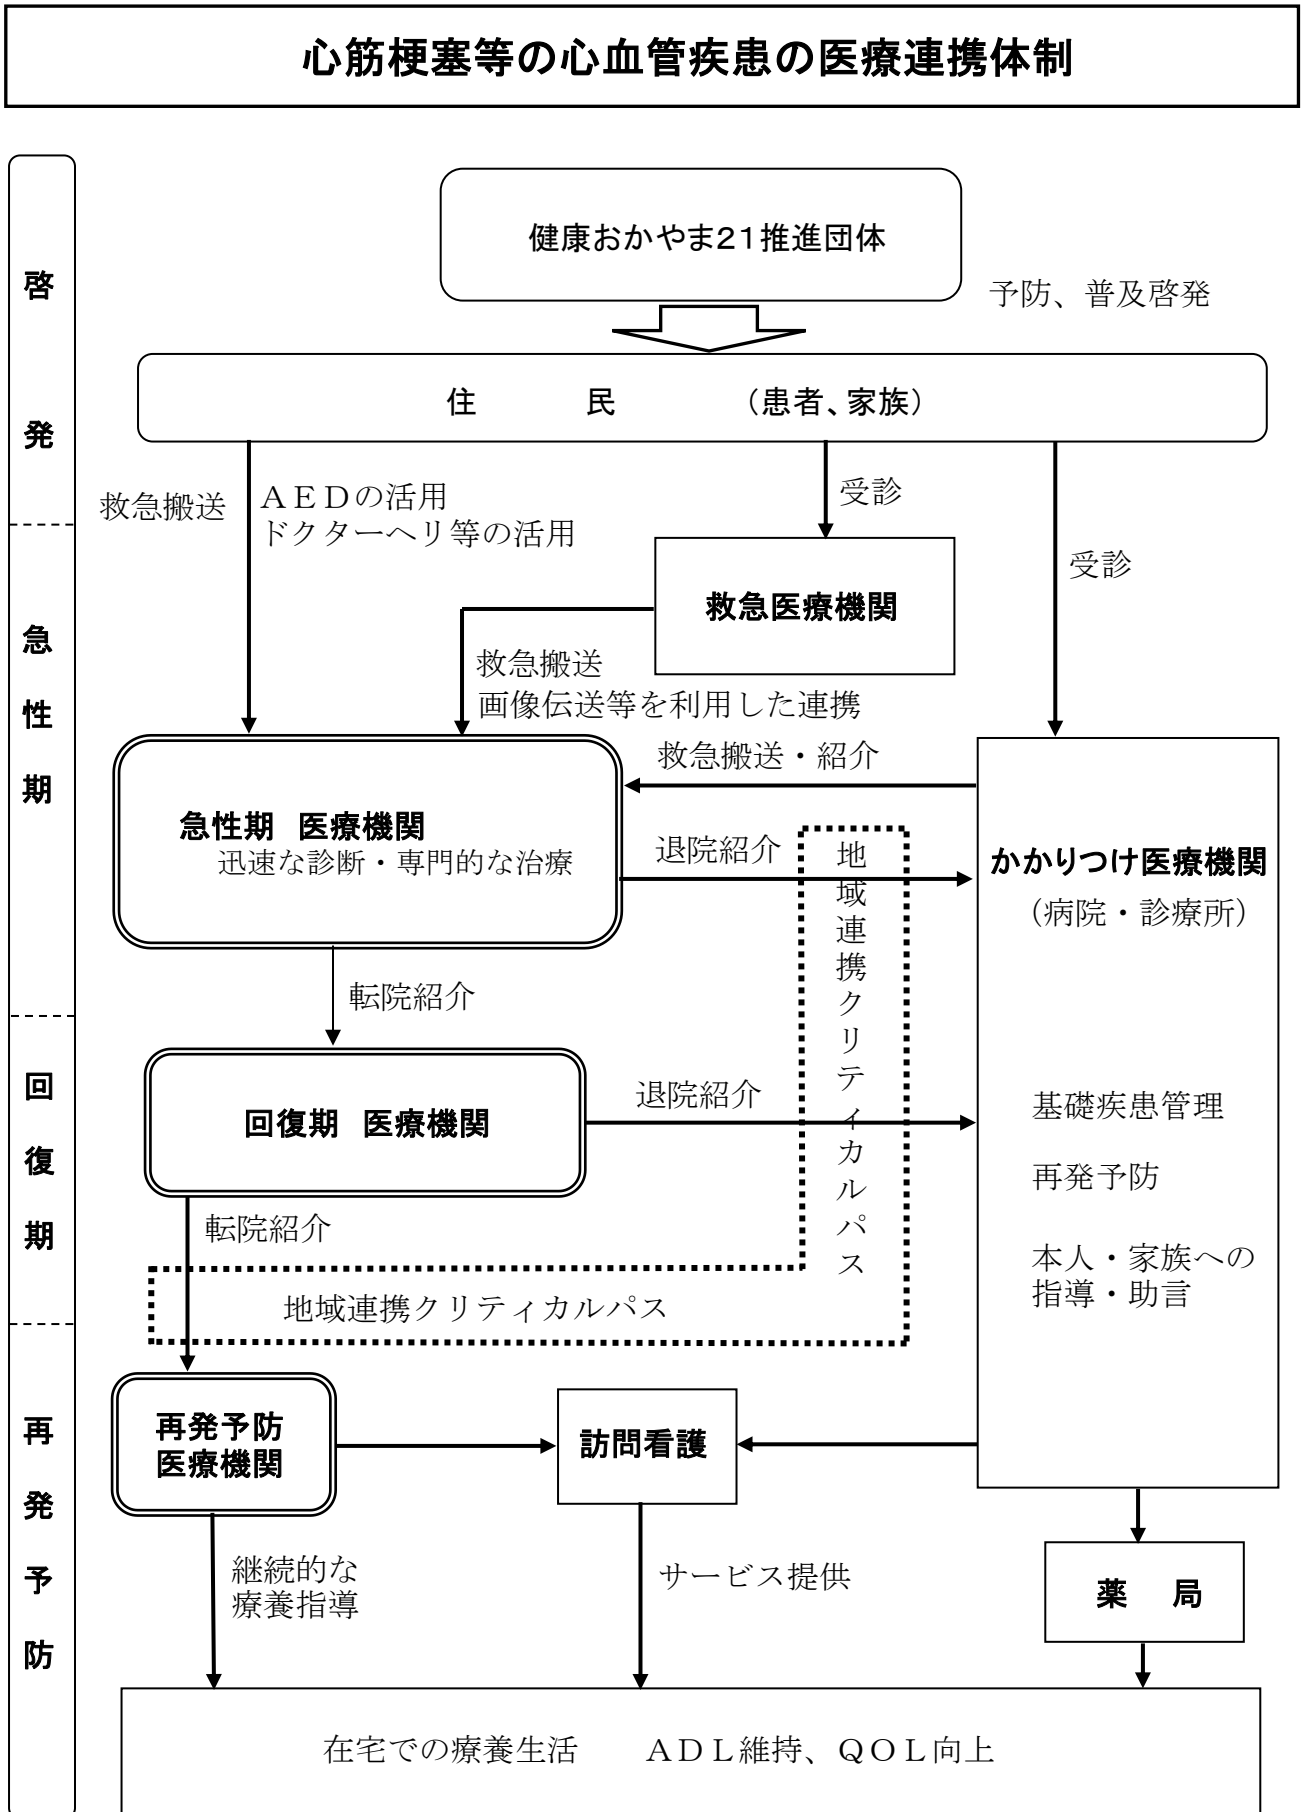 心筋梗塞等の心血管疾患の医療連携体制
啓発
健康おかやま21推進団体
予防、普及啓発
住　民　（患者、家族）
救急搬送
ＡＥＤの活用
ドクターヘリ等の活用
受診
受診
急性期
救急医療機関
救急搬送
画像伝送等を利用した連携
救急搬送・紹介
急性期　医療機関
迅速な診断・専門的な治療
退院紹介
地域連携クリティカルパス
かかりつけ医療機関
（病院・診療所）
転院紹介
回復期
回復期　医療機関
退院紹介
基礎疾患管理
再発予防
本人・家族への
指導・助言
転院紹介
地域連携クリティカルパス
再発予防
再発予防
医療機関
訪問看護
継続的な
療養指導
サービス提供
薬　局
在宅での療養生活　ＡＤＬ維持、ＱＯＬ向上